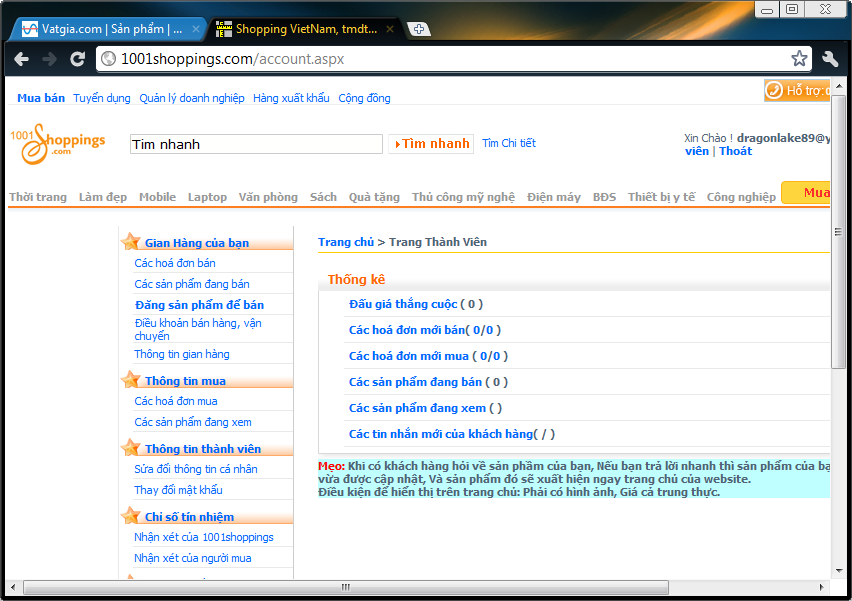 Vatgia.com | Sản phẩm | ...
Shopping VietNam, tmdt...
1001shoppings.com/account.aspx
Mua bán Tuyển dụng Quản lý doanh nghiệp Hàng xuất khẩu Cộng đồng
Hỗ trợ:
1001
Shoppings
.com
Tìm nhanh
Tìm nhanh
Tìm Chi tiết
Xin Chào ! dragonlake89@y
viên | Thoát
Thời trang Làm đẹp Mobile Laptop Văn phòng Sách Quà tặng Thủ công mỹ nghệ Điện máy BĐS Thiết bị y tế Công nghiệp Mua
Gian Hàng của bạn
Các hoá đơn bán
Các sản phẩm đang bán
Đăng sản phẩm để bán
Điều khoản bán hàng, vận
chuyển
Thông tin gian hàng
Thông tin mua
Các hoá đơn mua
Các sản phẩm đang xem
Thông tin thành viên
Sửa đổi thông tin cá nhân
Thay đổi mật khẩu
Chỉ số tín nhiệm
Nhận xét của 1001shoppings
Nhận xét của người mua
Trang chủ > Trang Thành Viên
Thống kê
Đấu giá thắng cuộc ( 0 )
Các hoá đơn mới bán( 0/0 )
Các hoá đơn mới mua ( 0/0 )
Các sản phẩm đang bán ( 0 )
Các sản phẩm đang xem ( )
Các tin nhắn mới của khách hàng( / )
Mẹo: Khi có khách hàng hỏi về sản phầm của bạn, Nếu bạn trả lời nhanh thì sản phẩm của bạ
vừa được cập nhật, Và sản phẩm đó sẽ xuất hiện ngay trang chủ của website.
Điều kiện để hiển thị trên trang chủ: Phải có hình ảnh, Giá cả trung thực.